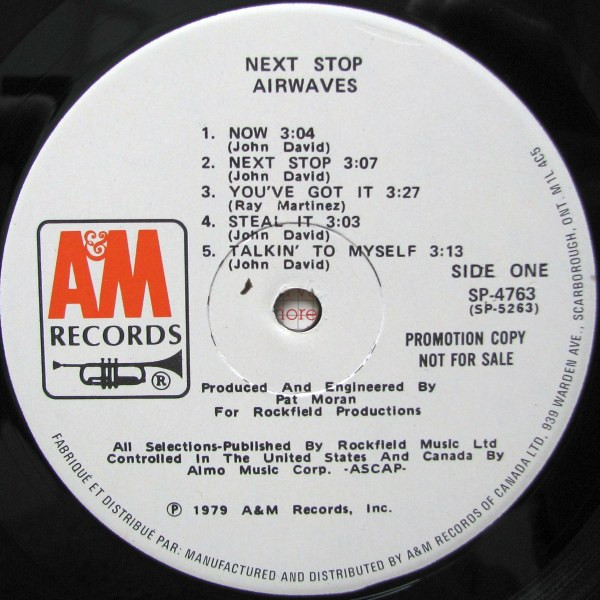 NEXT STOP
AIRWAVES
1. NOW 3:04
(John David)
2. NEXT STOP 3:07
(John David)
3. YOU'VE GOT IT 3:27
(Ray Martinez)
4. STEAL IT 3:03
(John David)
5. TALKIN' TO MYSELF 3:13
(John David)
SIDE ONE
SP-4763
(SP-5263)
PROMOTION COPY
NOT FOR SALE
A&M
RECORDS
®
Produced And Engineered By
Pat Moran
For Rockfield Productions
All Selections-Published By Rockfield Music Ltd
Controlled In The United States and Canada By
Almo Music Corp. -ASCAP-
℗ 1979 A&M Records, Inc.
FABRIQUÉ ET DISTRIBUÉ PAR: MANUFACTURED AND DISTRIBUTED BY A&M RECORDS OF CANADA LTD. 939 WARDEN AVE., SCARBOROUGH, ONT. M1L 4C5